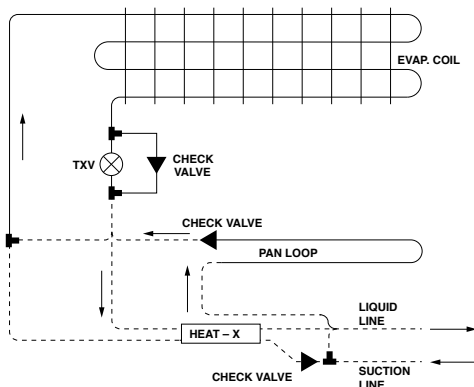 EVAP. COIL
TXV
CHECK
VALVE
CHECK VALVE
PAN LOOP
LIQUID
LINE
HEAT – X
CHECK VALVE
SUCTION
LINE